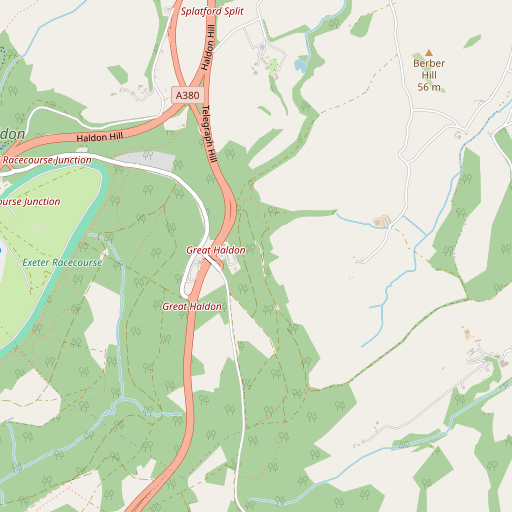 Splatford Split
Haldon Hill
Berber
Hill
56 m
A380
Telegraph Hill
Haldon Hill
don
Racecourse Junction
ourse Junction
Great Haldon
Exeter Racecourse
Great Haldon